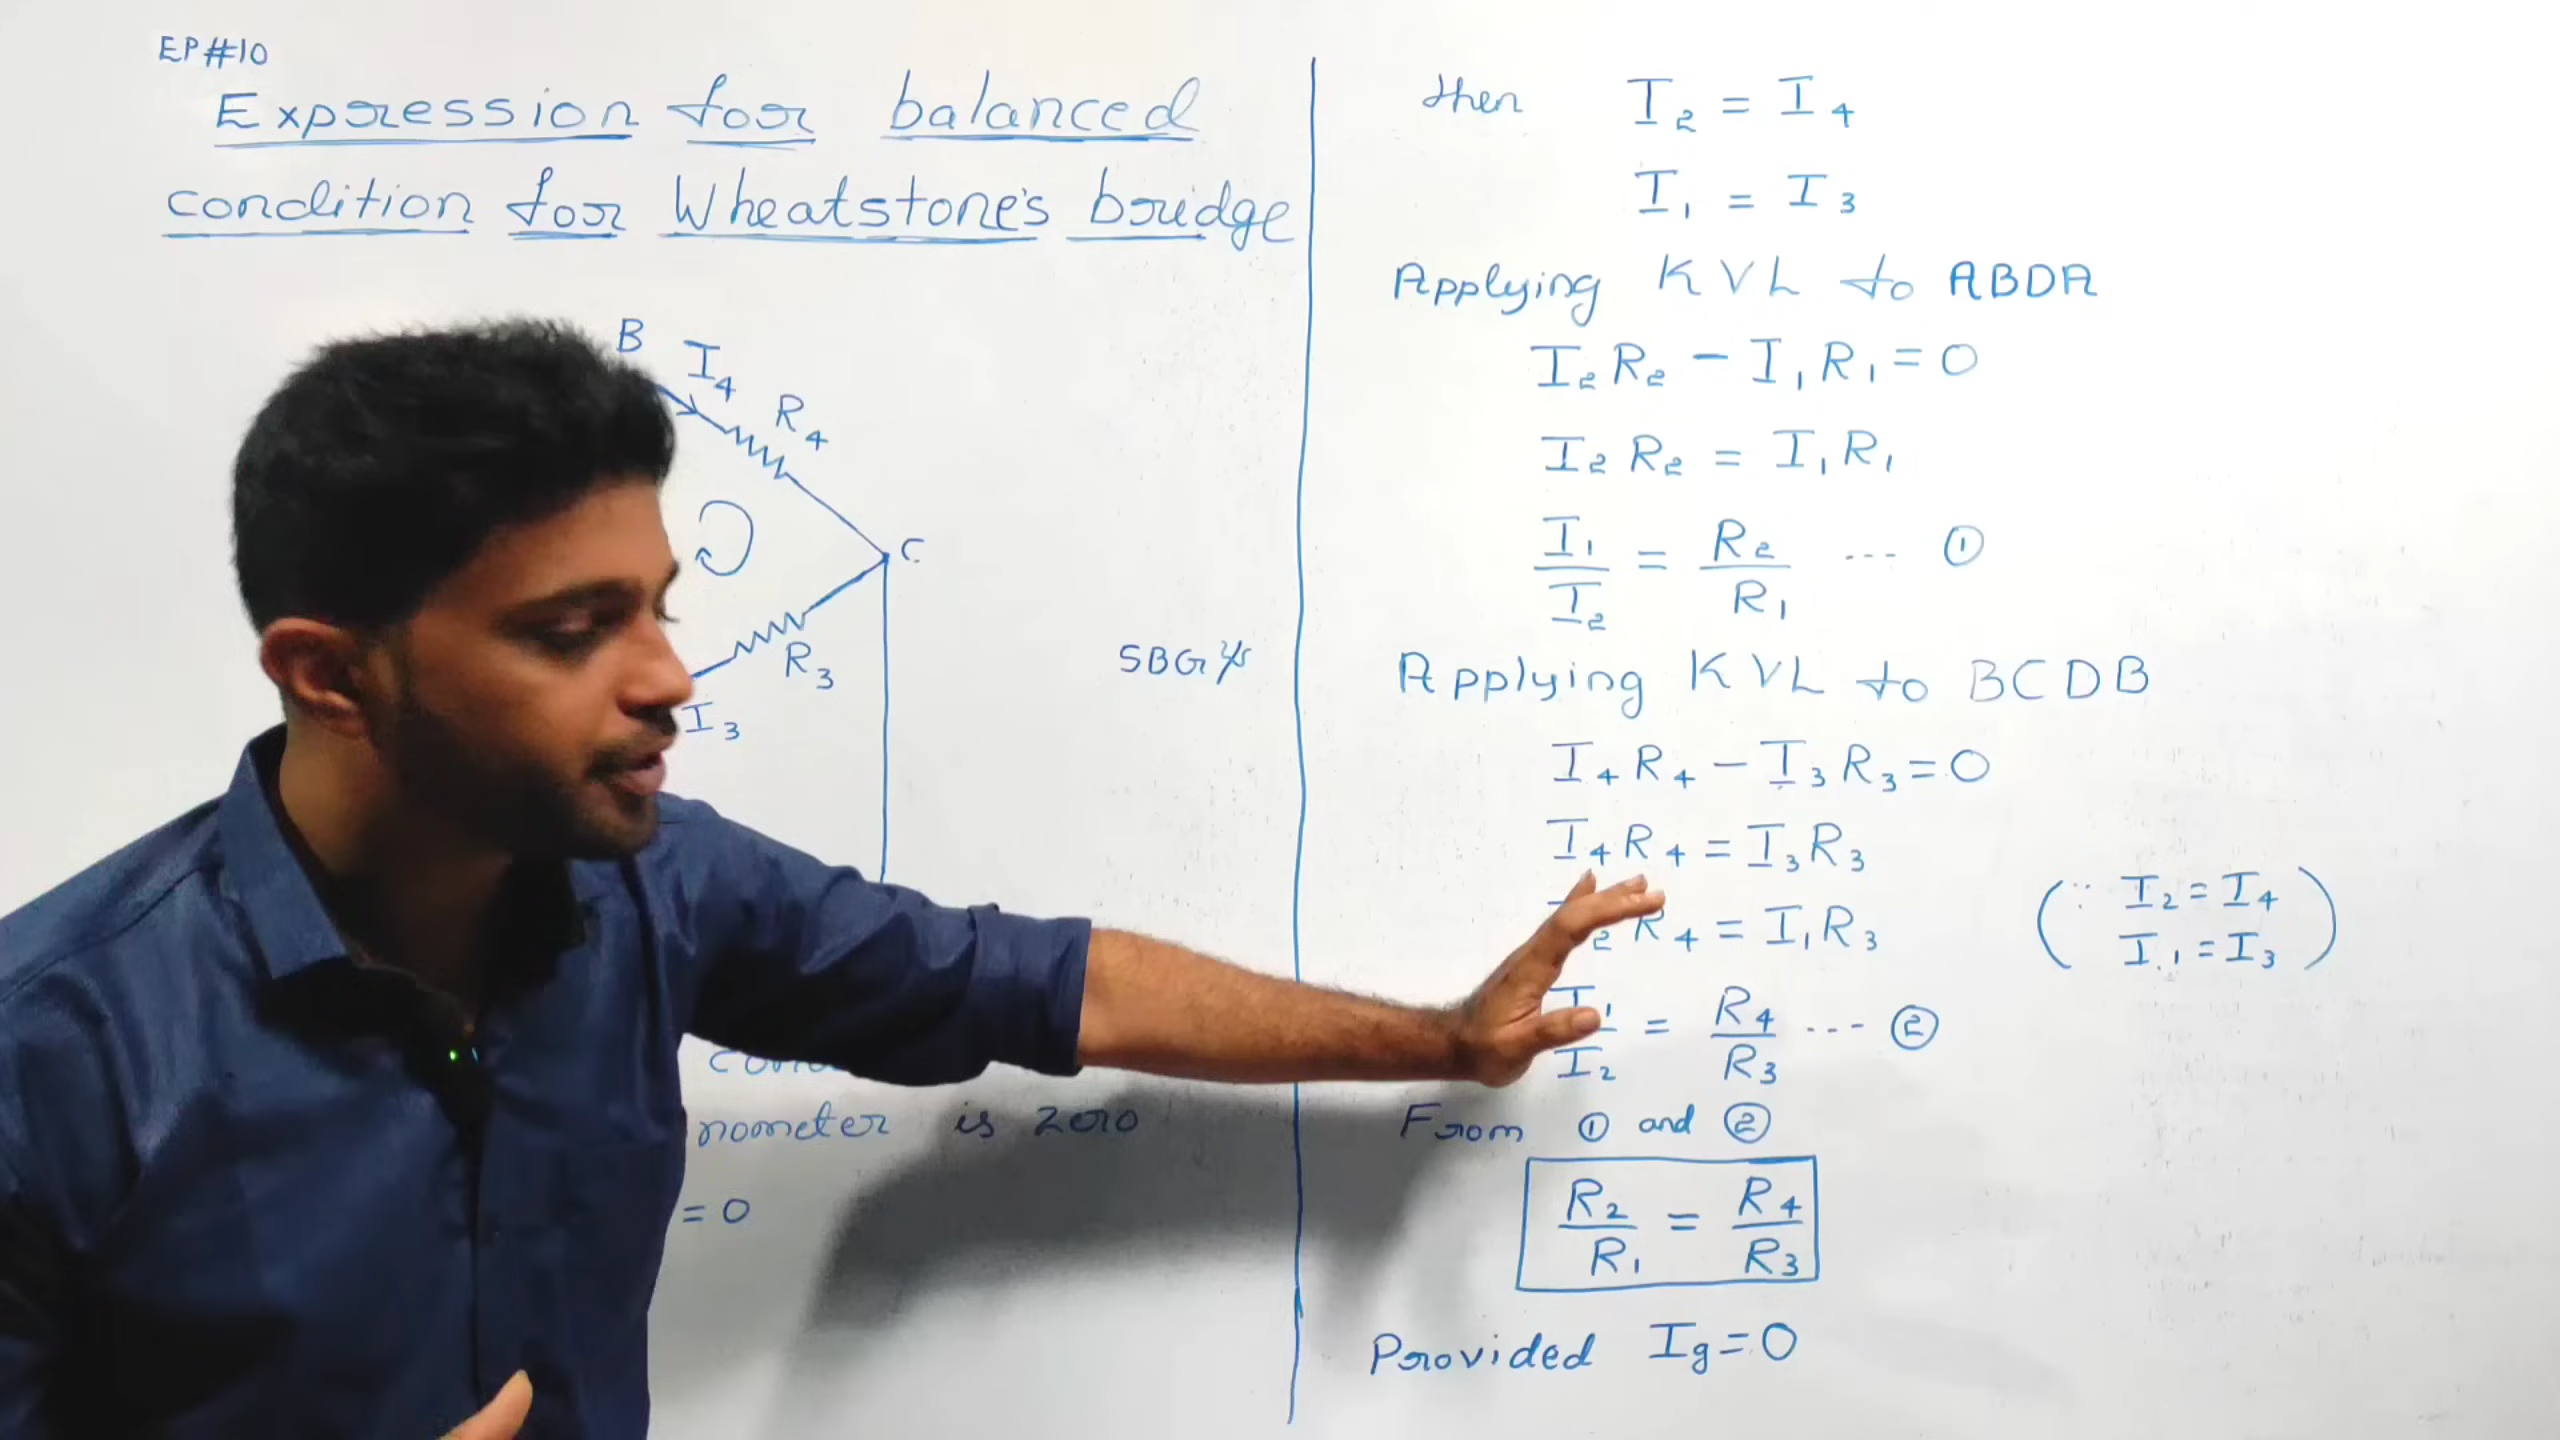 EP#10
Expression for balanced
condition for Wheatstone's bridge
B
I₄
R₄
C
R₃
I₃
SBG
nometer is zero
= 0
then I₂ = I₄
I₁ = I₃
Applying KVL to ABDA
I₂R₂ − I₁R₁ = 0
I₂R₂ = I₁R₁
I₁/I₂ = R₂/R₁ --- ①
Applying KVL to BCDB
I₄R₄ − I₃R₃ = 0
I₄R₄ = I₃R₃
₂R₄ = I₁R₃ (∵ I₂ = I₄
I₁ = I₃)
I₁/I₂ = R₄/R₃ --- ②
From ① and ②
R₂/R₁ = R₄/R₃
Provided Ig = 0